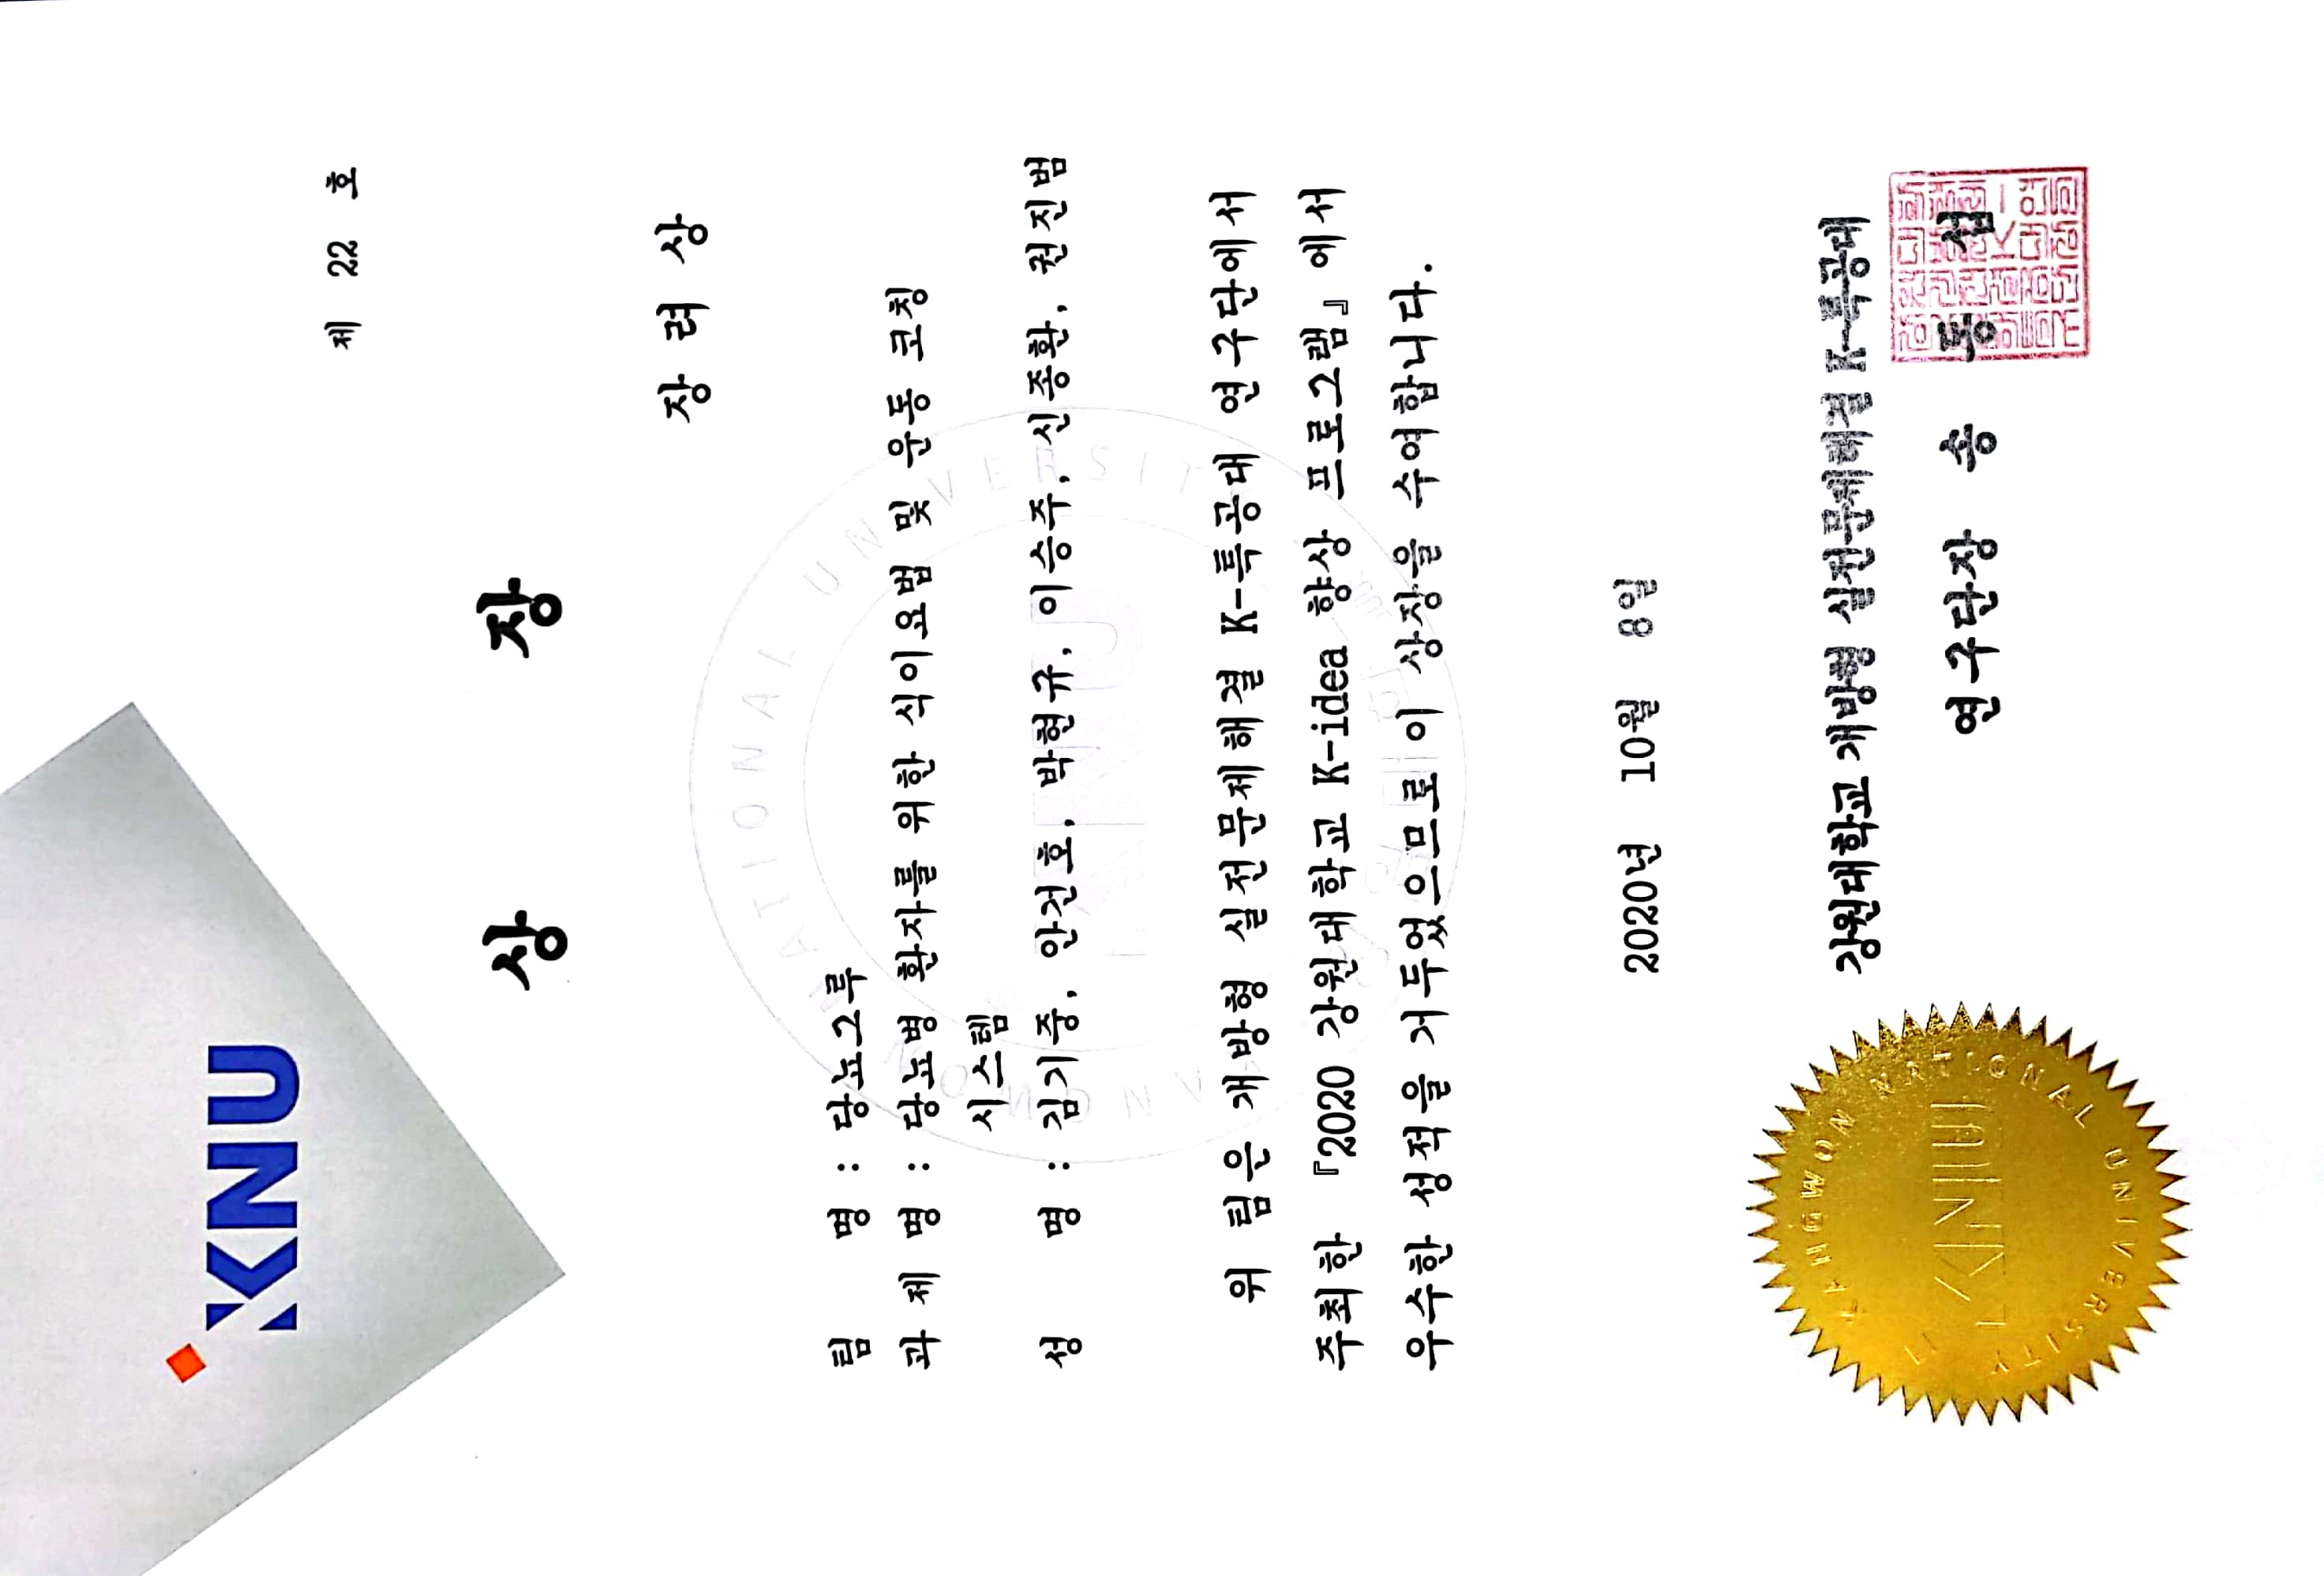 KNU
제 22 호
상 장
장 려 상
팀 명 : 당뇨그루
과 제 명 : 당뇨병 환자를 위한 식이요법 및 운동 코칭
시스템
성 명 : 김기중, 안건호, 박현규, 이승주, 신종환, 권진범
위 팀은 개방형 실전문제해결 K-특공대 연구단에서
주최한 『2020 강원대학교 K-idea 향상 프로그램』에서
우수한 성적을 거두었으므로 이 상장을 수여합니다.
2020년 10월 8일
강원대학교 개방형 실전문제해결 K-특공대
연구단장 송 동 섭
KANGWON NATIONAL UNIVERSITY
KNU